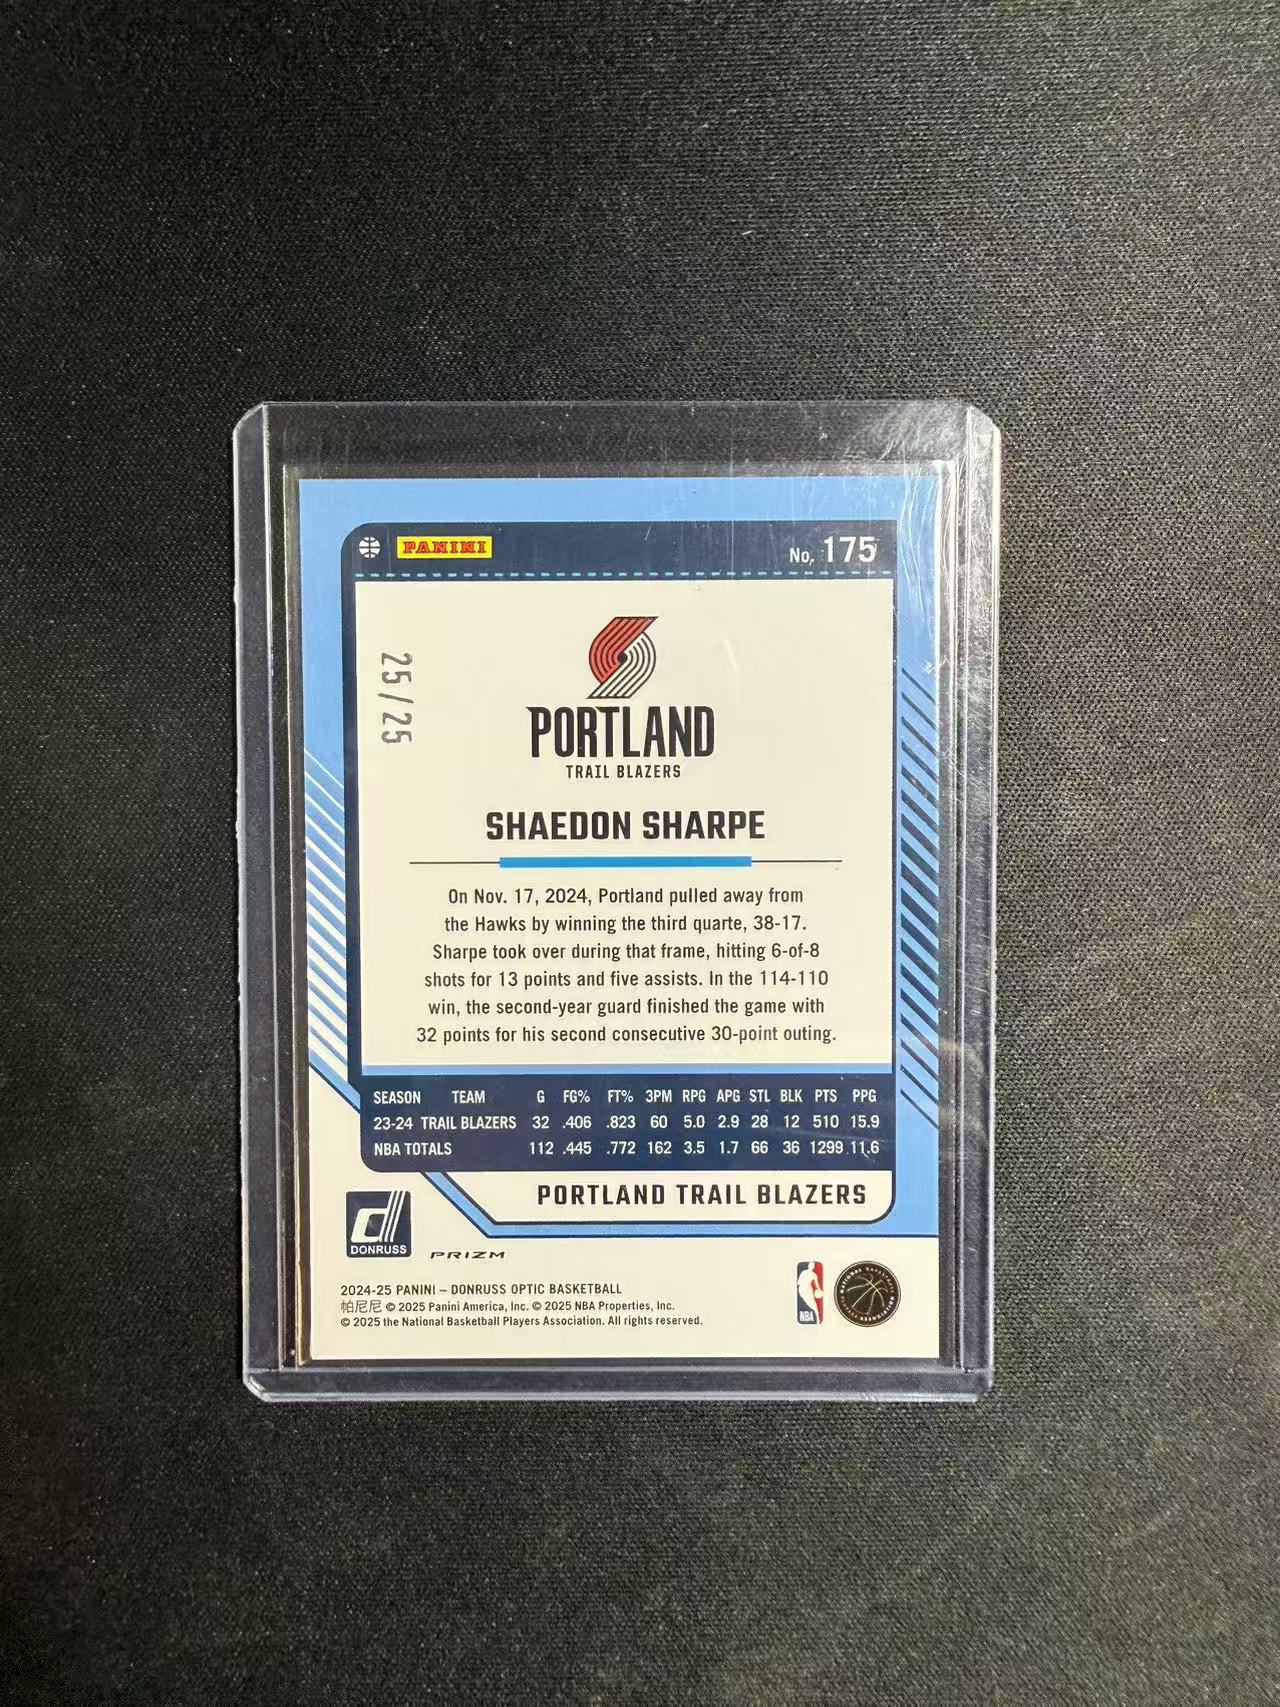 PANINI
No. 175
25/25
PORTLAND
TRAIL BLAZERS
SHAEDON SHARPE
On Nov. 17, 2024, Portland pulled away from
the Hawks by winning the third quarte, 38-17.
Sharpe took over during that frame, hitting 6-of-8
shots for 13 points and five assists. In the 114-110
win, the second-year guard finished the game with
32 points for his second consecutive 30-point outing.
SEASON TEAM G FG% FT% 3PM RPG APG STL BLK PTS PPG
23-24 TRAIL BLAZERS 32 .406 .823 60 5.0 2.9 28 12 510 15.9
NBA TOTALS 112 .445 .772 162 3.5 1.7 66 36 1299 11.6
PORTLAND TRAIL BLAZERS
d
DONRUSS
PRIZM
2024-25 PANINI – DONRUSS OPTIC BASKETBALL
帕尼尼 © 2025 Panini America, Inc. © 2025 NBA Properties, Inc.
© 2025 the National Basketball Players Association. All rights reserved.
NBA
NATIONAL BASKETBALL
PLAYERS ASSOCIATION